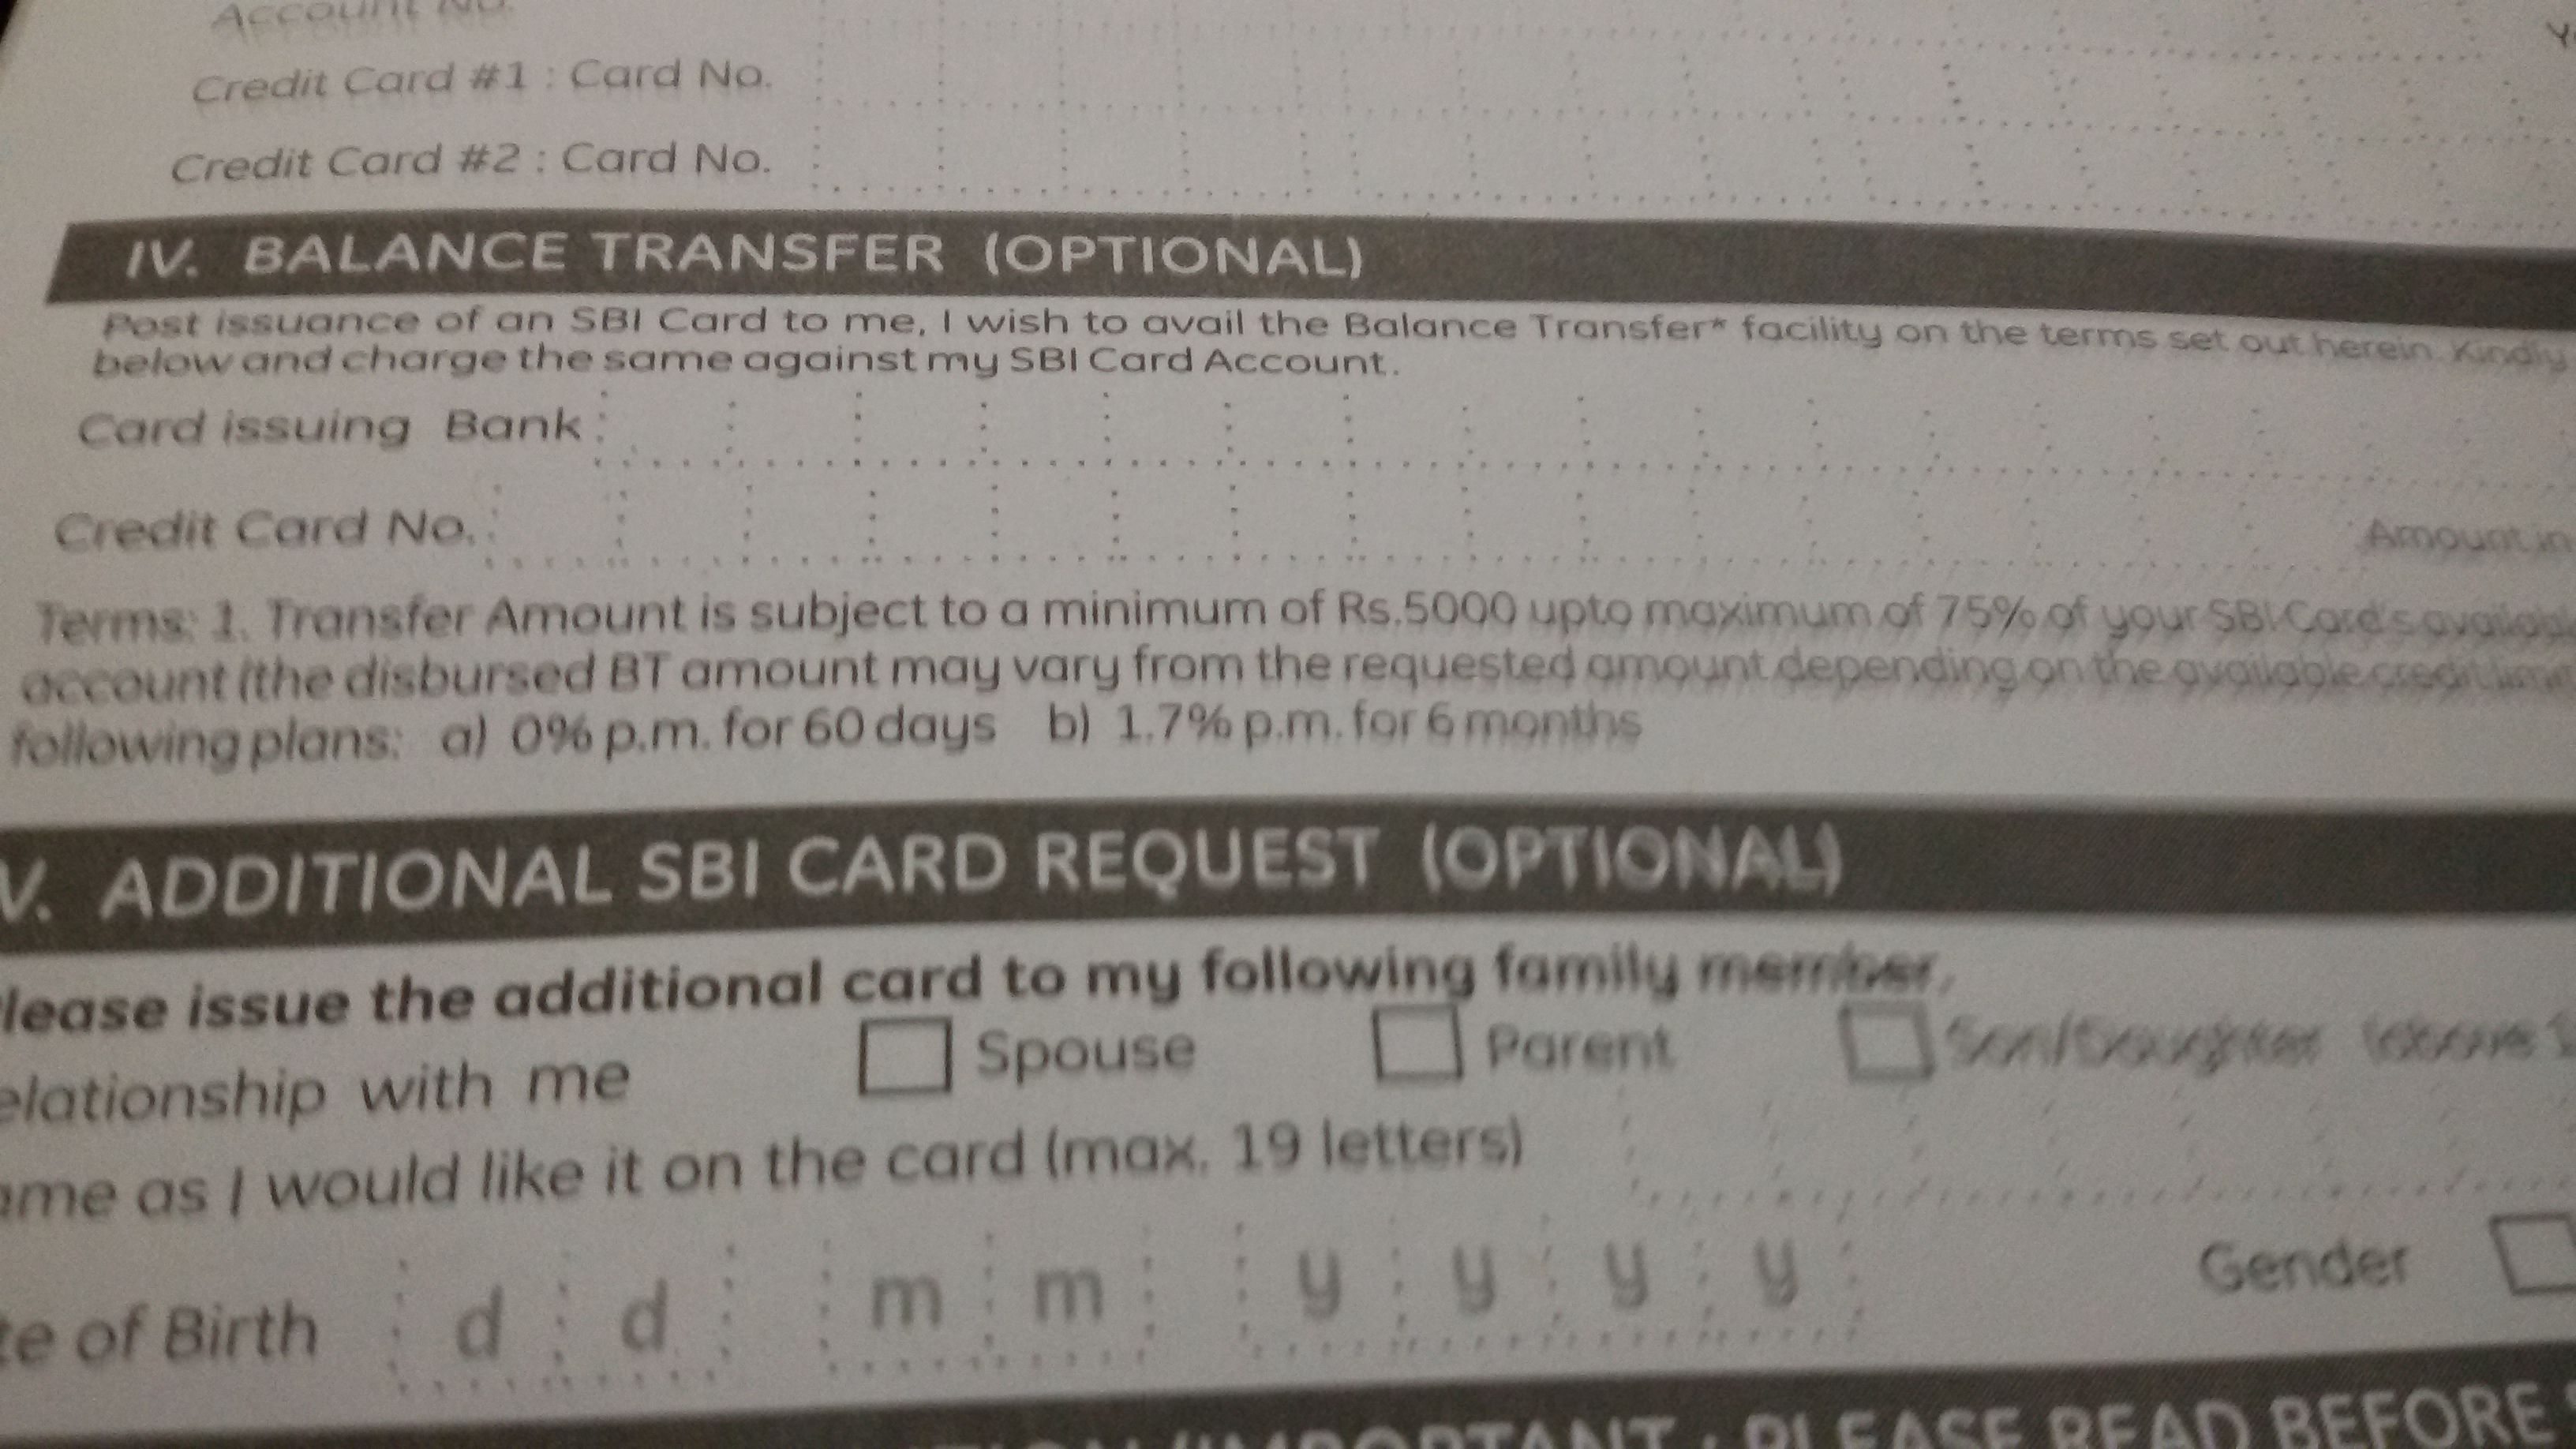 Account No.
Credit Card #1 : Card No.
Credit Card #2 : Card No.
IV. BALANCE TRANSFER (OPTIONAL)
Post issuance of an SBI Card to me, I wish to avail the Balance Transfer* facility on the terms set out herein. Kindly
below and charge the same against my SBI Card Account.
Card issuing Bank
Credit Card No.
Amount in
Terms: 1. Transfer Amount is subject to a minimum of Rs.5000 upto maximum of 75% of your SBI Card's
account (the disbursed BT amount may vary from the requested amount depending on the available credit
following plans: a) 0% p.m. for 60 days b) 1.7% p.m. for 6 months
V. ADDITIONAL SBI CARD REQUEST (OPTIONAL)
lease issue the additional card to my following family member.
elationship with me Spouse Parent Son/Daughter (above
ame as I would like it on the card (max. 19 letters)
te of Birth d d m m y y y y Gender
(IMPORTANT : PLEASE READ BEFORE